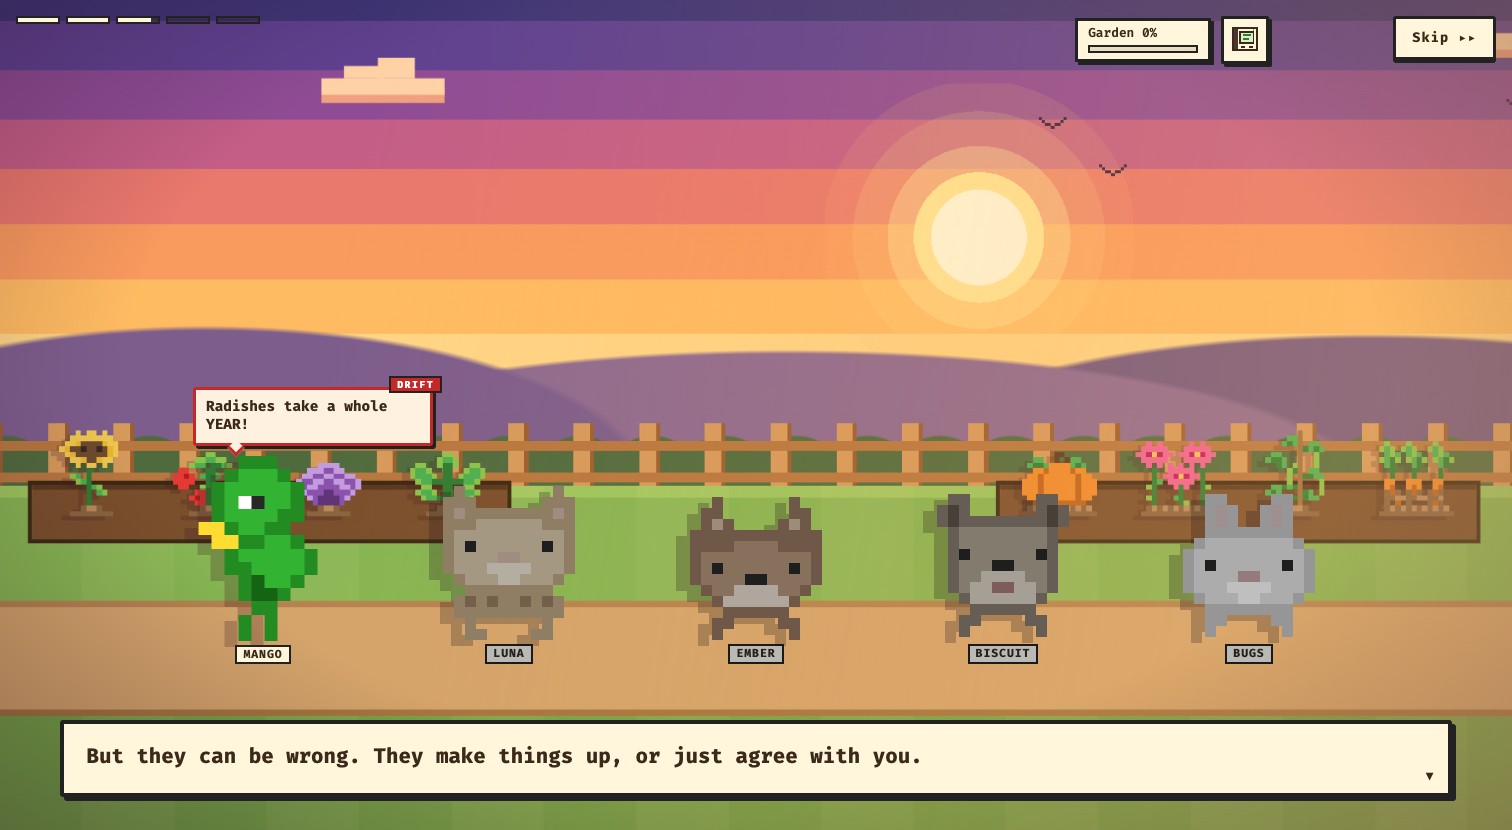 Garden 0%
Skip ▸▸
DRIFT
Radishes take a whole
YEAR!
MANGO
LUNA
EMBER
BISCUIT
BUGS
But they can be wrong. They make things up, or just agree with you.
▼